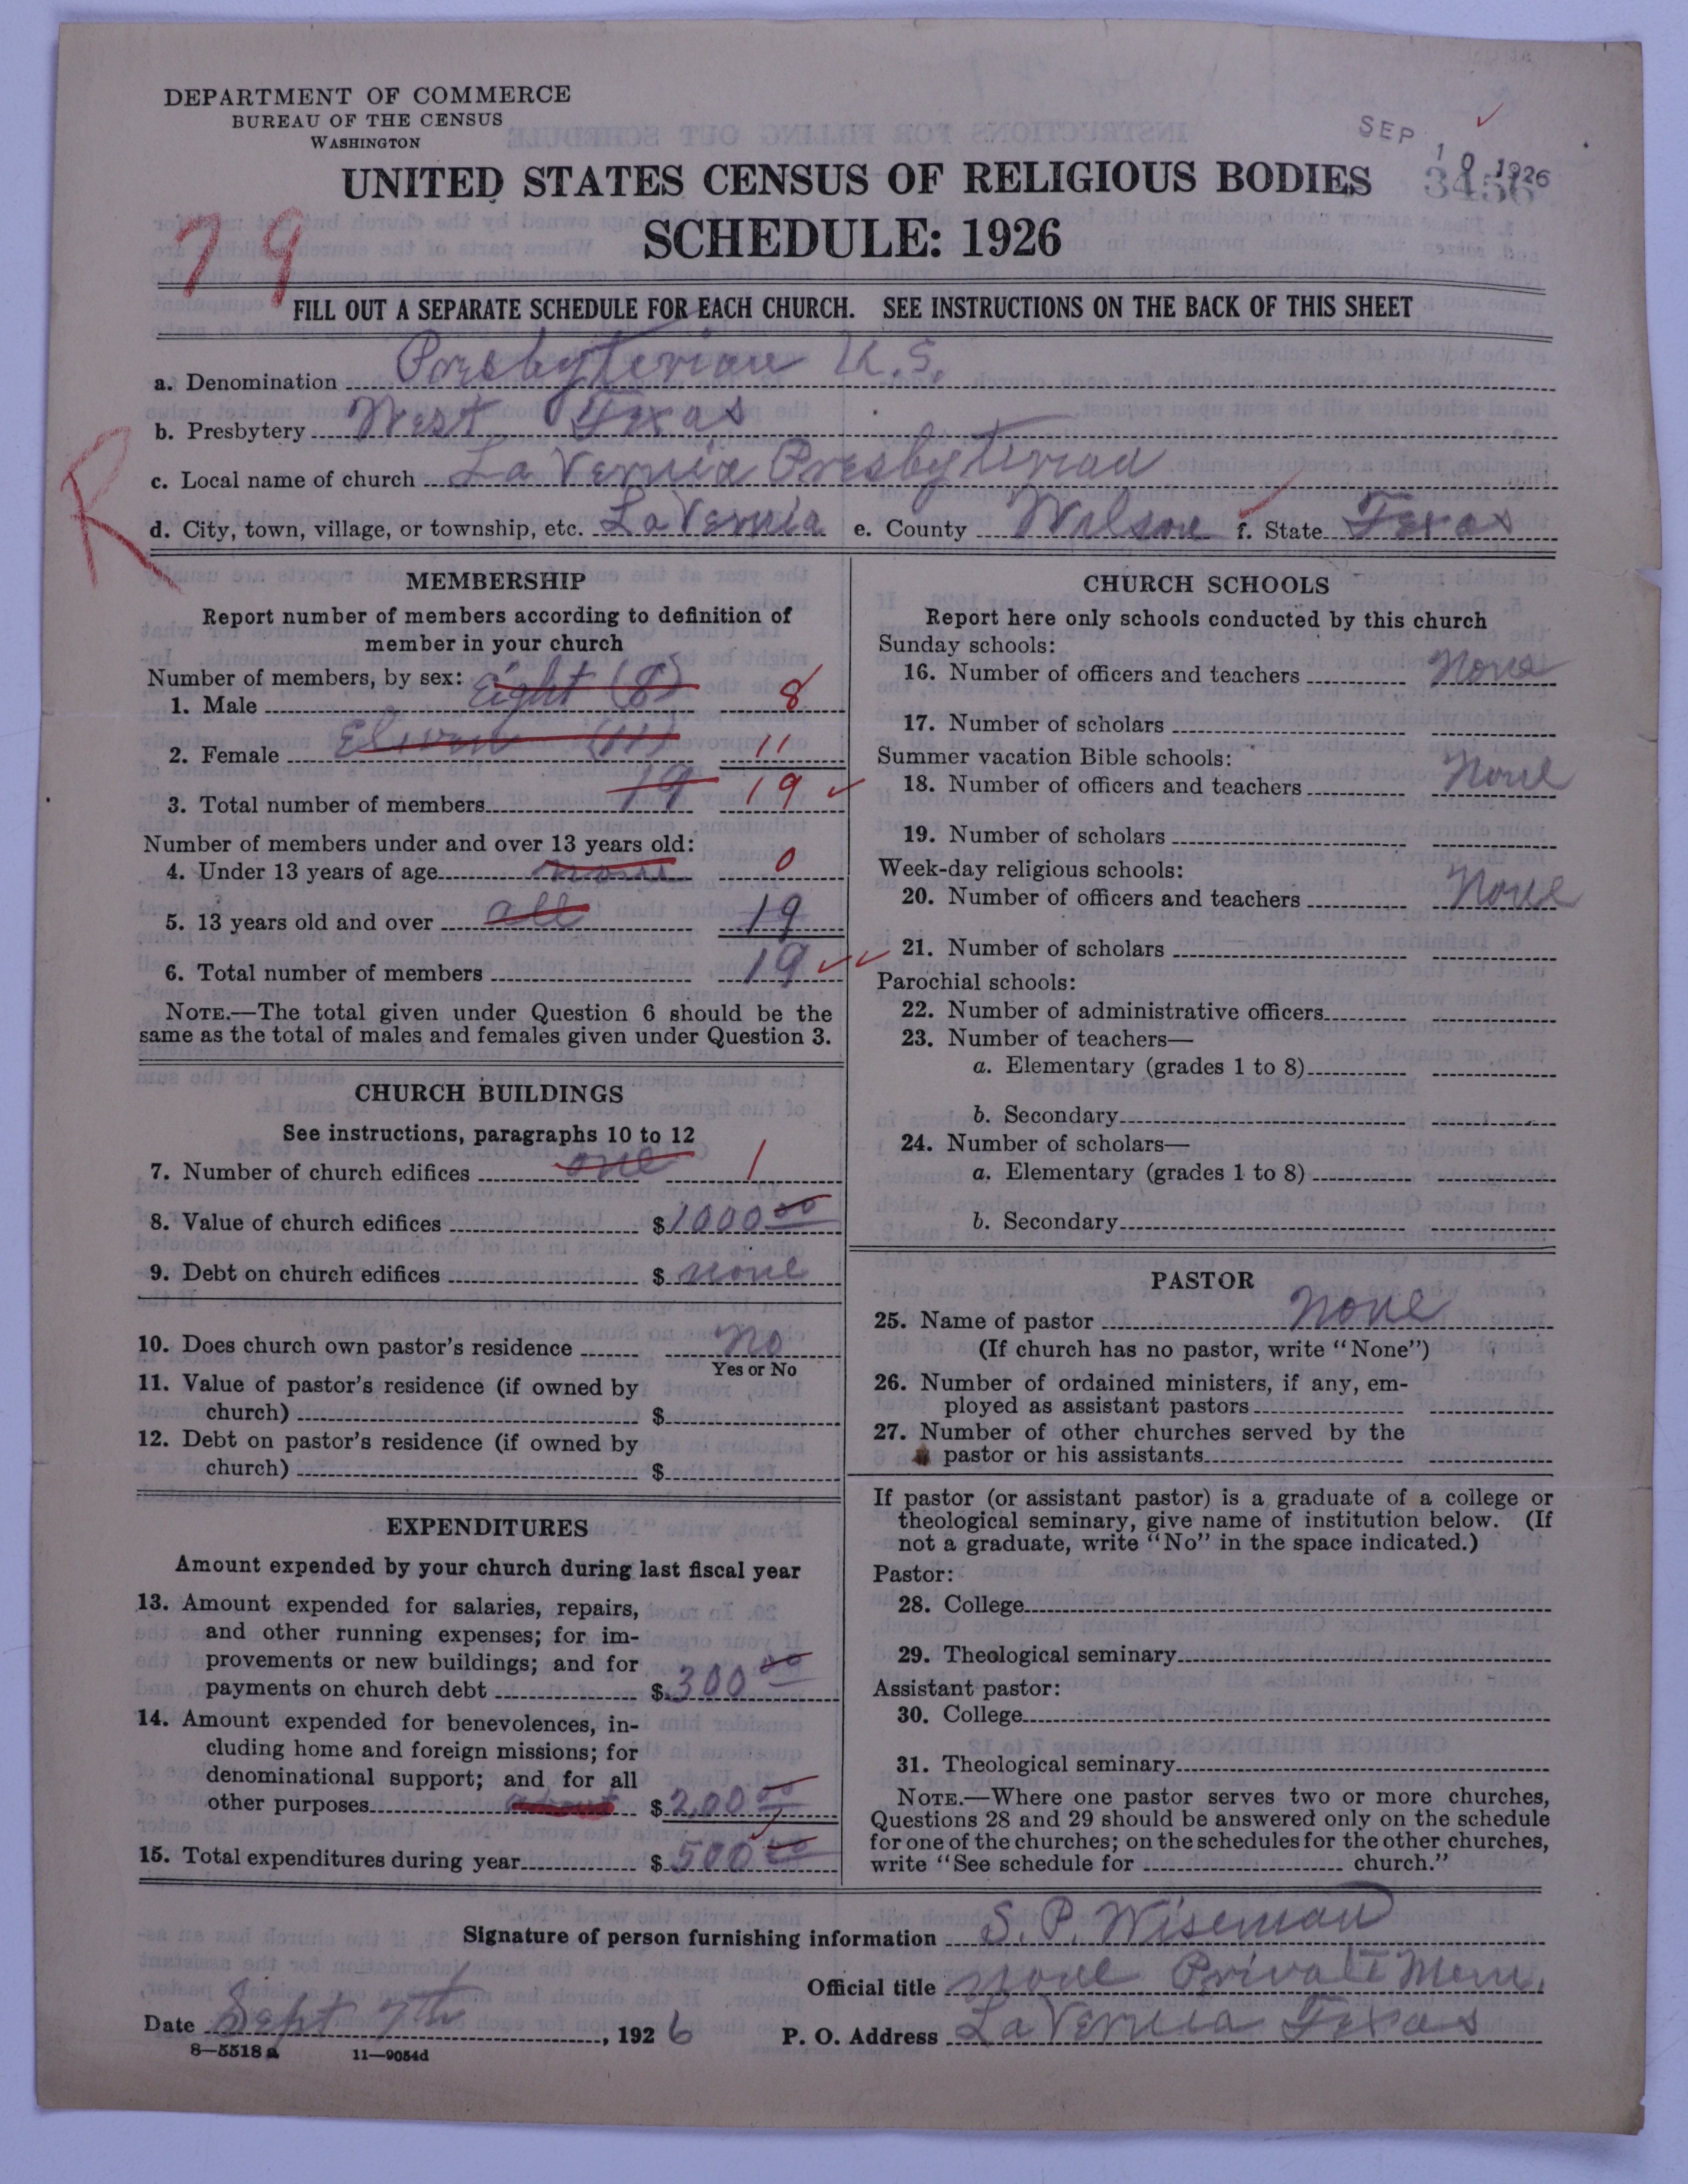 DEPARTMENT OF COMMERCE
BUREAU OF THE CENSUS
WASHINGTON
SEP 10 1926
3456
UNITED STATES CENSUS OF RELIGIOUS BODIES
SCHEDULE: 1926
79
FILL OUT A SEPARATE SCHEDULE FOR EACH CHURCH. SEE INSTRUCTIONS ON THE BACK OF THIS SHEET
a. Denomination Presbyterian U.S.
b. Presbytery West Texas
c. Local name of church LaVernia Presbyterian
R
d. City, town, village, or township, etc. LaVernia e. County Wilson f. State Texas
MEMBERSHIP
Report number of members according to definition of
member in your church
Number of members, by sex:
1. Male Eight (8) 8
2. Female Eleven (11) 11
3. Total number of members 19 19
Number of members under and over 13 years old:
4. Under 13 years of age none 0
5. 13 years old and over all 19
6. Total number of members 19
NOTE.—The total given under Question 6 should be the
same as the total of males and females given under Question 3.
CHURCH BUILDINGS
See instructions, paragraphs 10 to 12
7. Number of church edifices one 1
8. Value of church edifices $1000 00
9. Debt on church edifices $ none
10. Does church own pastor's residence no
Yes or No
11. Value of pastor's residence (if owned by
church) $
12. Debt on pastor's residence (if owned by
church) $
EXPENDITURES
Amount expended by your church during last fiscal year
13. Amount expended for salaries, repairs,
and other running expenses; for im-
provements or new buildings; and for
payments on church debt $300 00
14. Amount expended for benevolences, in-
cluding home and foreign missions; for
denominational support; and for all
other purposes about $200 00
15. Total expenditures during year $500 00
CHURCH SCHOOLS
Report here only schools conducted by this church
Sunday schools:
16. Number of officers and teachers None
17. Number of scholars
Summer vacation Bible schools:
18. Number of officers and teachers None
19. Number of scholars
Week-day religious schools:
20. Number of officers and teachers None
21. Number of scholars
Parochial schools:
22. Number of administrative officers
23. Number of teachers—
a. Elementary (grades 1 to 8)
b. Secondary
24. Number of scholars—
a. Elementary (grades 1 to 8)
b. Secondary
PASTOR
25. Name of pastor None
(If church has no pastor, write "None")
26. Number of ordained ministers, if any, em-
ployed as assistant pastors
27. Number of other churches served by the
pastor or his assistants
If pastor (or assistant pastor) is a graduate of a college or
theological seminary, give name of institution below. (If
not a graduate, write "No" in the space indicated.)
Pastor:
28. College
29. Theological seminary
Assistant pastor:
30. College
31. Theological seminary
NOTE.—Where one pastor serves two or more churches,
Questions 28 and 29 should be answered only on the schedule
for one of the churches; on the schedules for the other churches,
write "See schedule for church."
Signature of person furnishing information S. P. Wiseman
Official title none Private Mem.
Date Sept 7th, 1926 P. O. Address LaVernia Texas
8—5518a 11—9054d